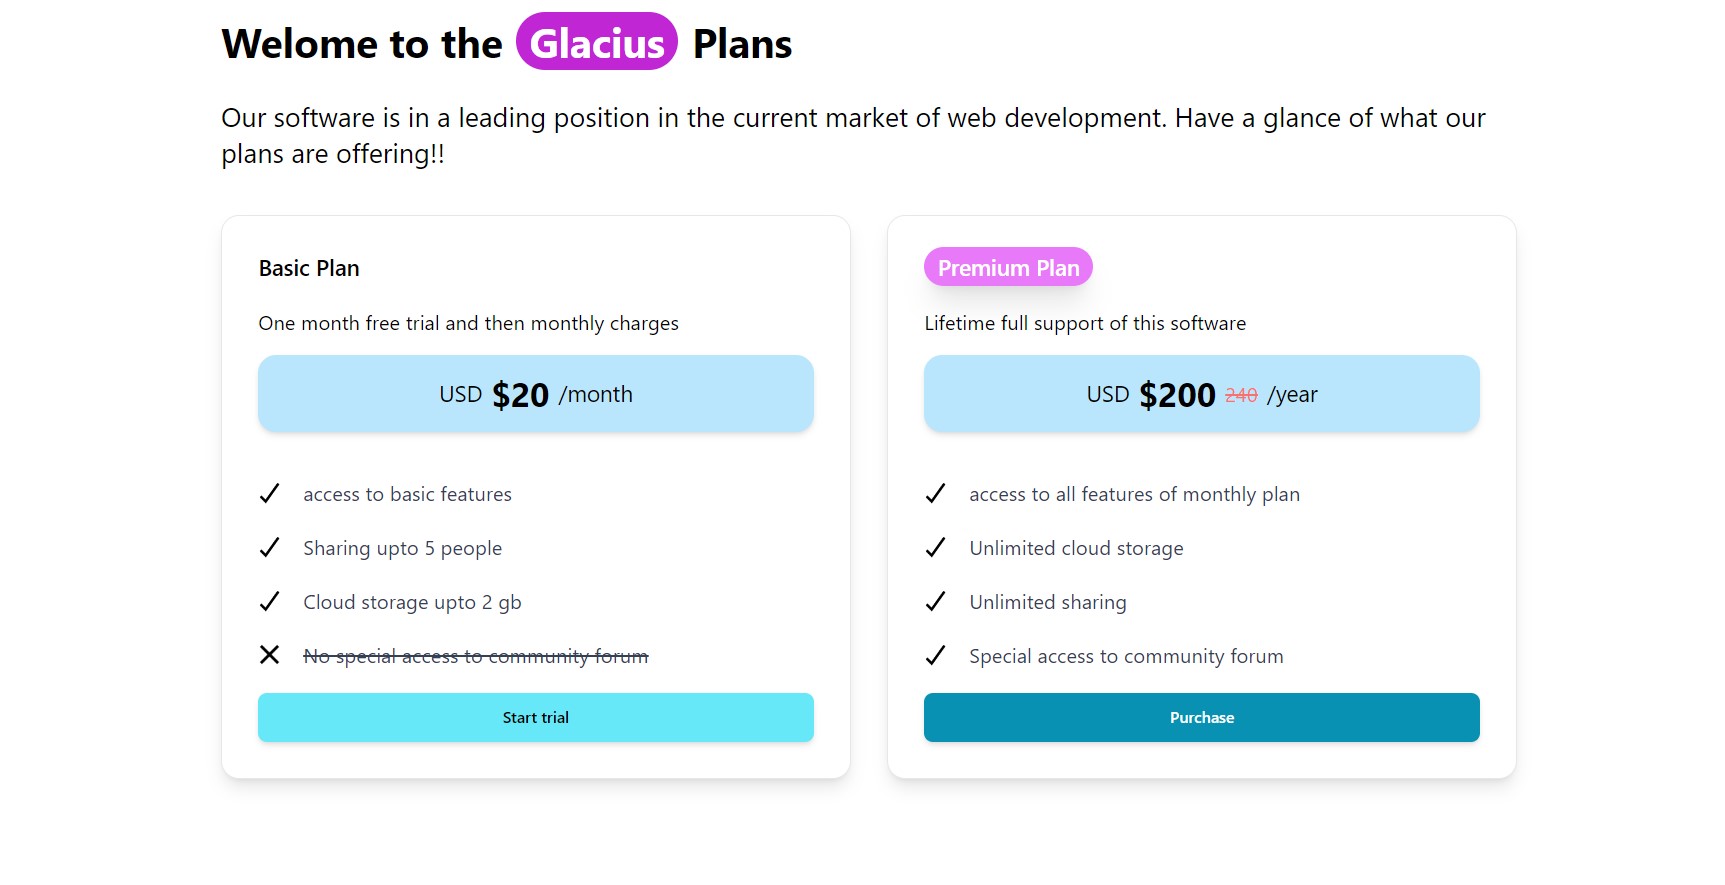 Welome to the Glacius Plans
Our software is in a leading position in the current market of web development. Have a glance of what our
plans are offering!!
Basic Plan
One month free trial and then monthly charges
USD $20 /month
access to basic features
Sharing upto 5 people
Cloud storage upto 2 gb
No special access to community forum
Start trial
Premium Plan
Lifetime full support of this software
USD $200 240 /year
access to all features of monthly plan
Unlimited cloud storage
Unlimited sharing
Special access to community forum
Purchase